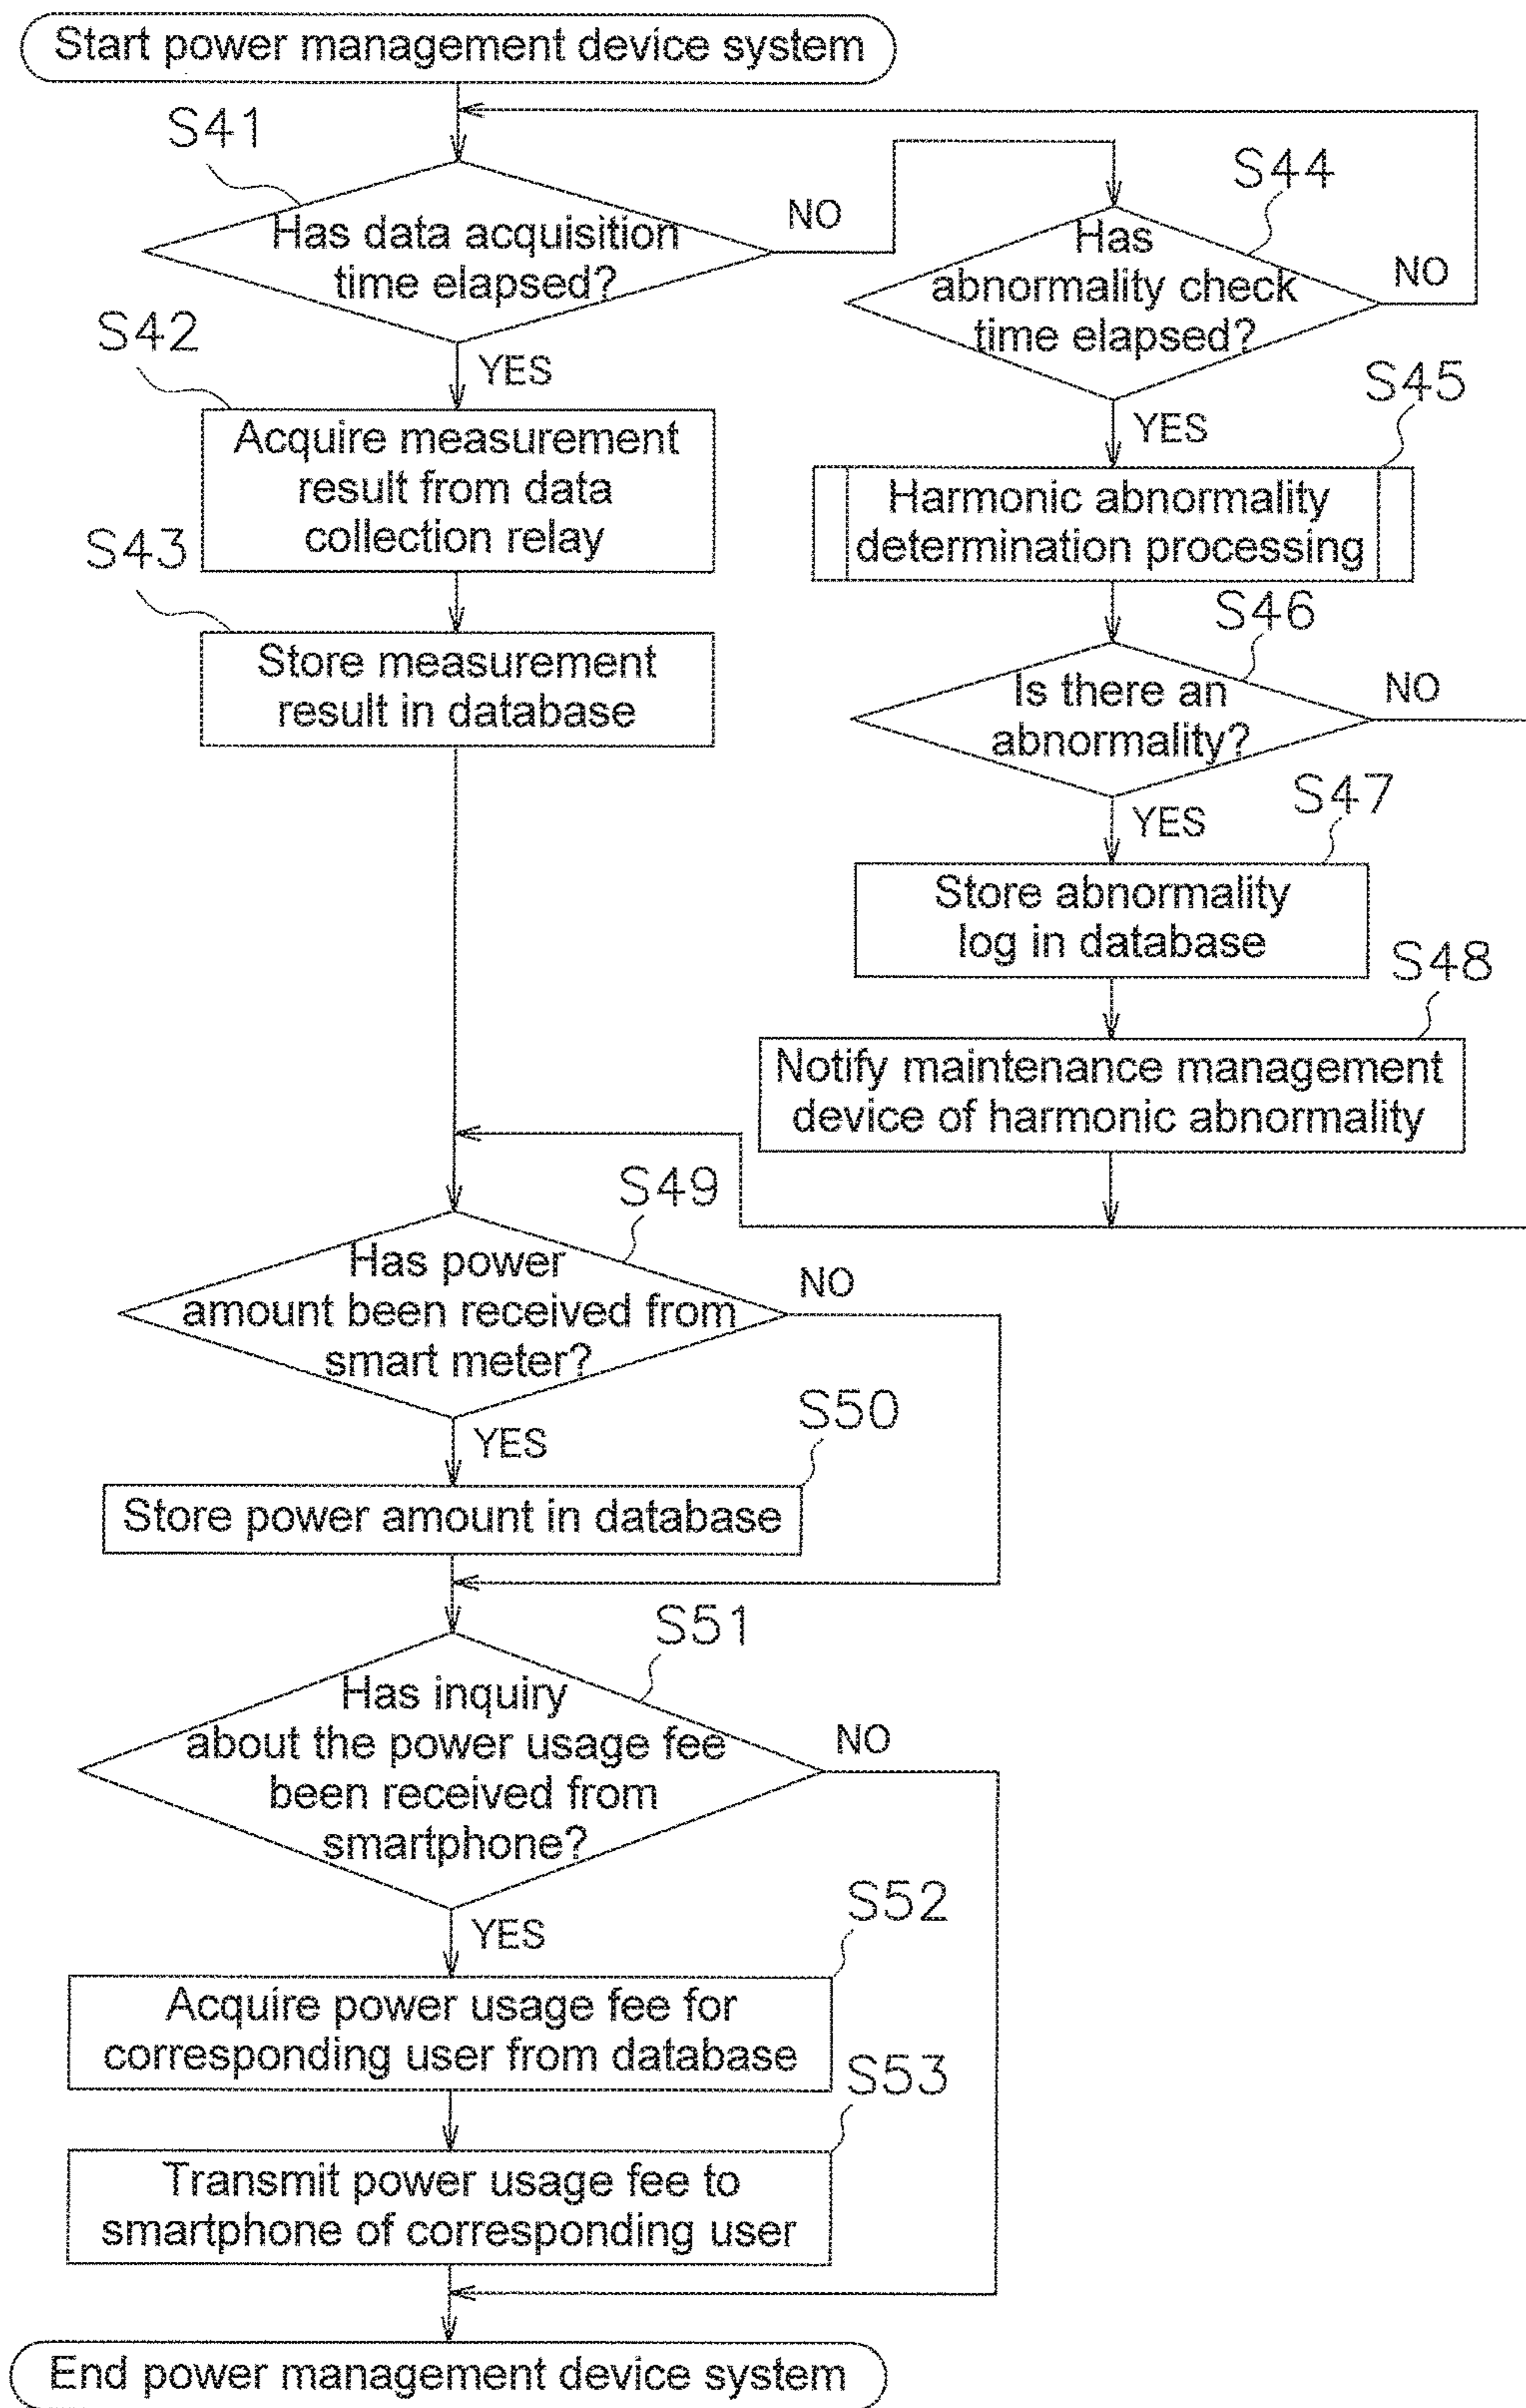 Start power management device system
S41
Has data acquisition
time elapsed?
NO
YES
S42
Acquire measurement
result from data
collection relay
S43
Store measurement
result in database
S44
Has
abnormality check
time elapsed?
NO
YES
S45
Harmonic abnormality
determination processing
S46
Is there an
abnormality?
NO
YES
S47
Store abnormality
log in database
S48
Notify maintenance management
device of harmonic abnormality
S49
Has power
amount been received from
smart meter?
NO
YES
S50
Store power amount in database
S51
Has inquiry
about the power usage fee
been received from
smartphone?
NO
YES
S52
Acquire power usage fee for
corresponding user from database
S53
Transmit power usage fee to
smartphone of corresponding user
End power management device system